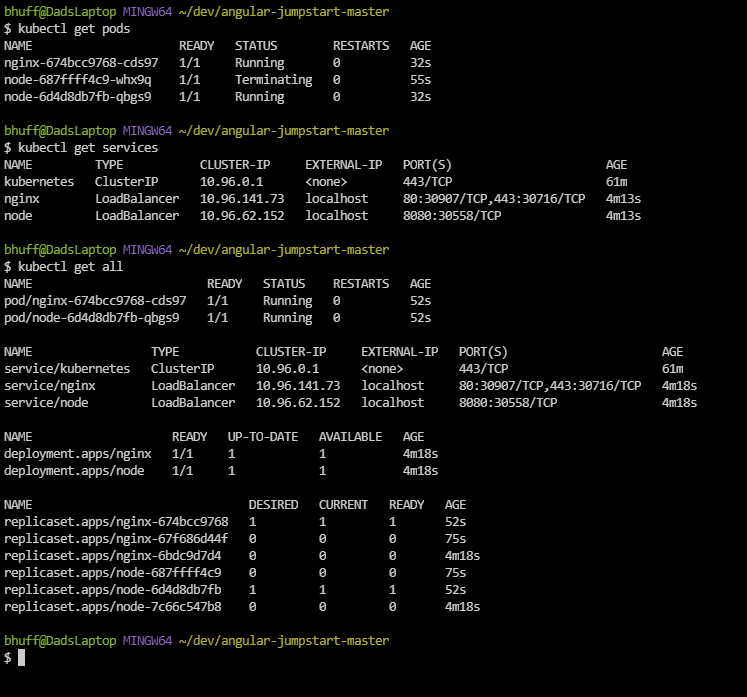 bhuff@DadsLaptop MINGW64 ~/dev/angular-jumpstart-master
$ kubectl get pods
NAME                     READY   STATUS        RESTARTS   AGE
nginx-674bcc9768-cds97   1/1     Running       0          32s
node-687ffff4c9-whx9q    1/1     Terminating   0          55s
node-6d4d8db7fb-qbgs9    1/1     Running       0          32s

bhuff@DadsLaptop MINGW64 ~/dev/angular-jumpstart-master
$ kubectl get services
NAME         TYPE           CLUSTER-IP     EXTERNAL-IP   PORT(S)                      AGE
kubernetes   ClusterIP      10.96.0.1      <none>        443/TCP                      61m
nginx        LoadBalancer   10.96.141.73   localhost     80:30907/TCP,443:30716/TCP   4m13s
node         LoadBalancer   10.96.62.152   localhost     8080:30558/TCP               4m13s

bhuff@DadsLaptop MINGW64 ~/dev/angular-jumpstart-master
$ kubectl get all
NAME                         READY   STATUS    RESTARTS   AGE
pod/nginx-674bcc9768-cds97   1/1     Running   0          52s
pod/node-6d4d8db7fb-qbgs9    1/1     Running   0          52s

NAME                 TYPE           CLUSTER-IP     EXTERNAL-IP   PORT(S)                      AGE
service/kubernetes   ClusterIP      10.96.0.1      <none>        443/TCP                      61m
service/nginx        LoadBalancer   10.96.141.73   localhost     80:30907/TCP,443:30716/TCP   4m18s
service/node         LoadBalancer   10.96.62.152   localhost     8080:30558/TCP               4m18s

NAME                    READY   UP-TO-DATE   AVAILABLE   AGE
deployment.apps/nginx   1/1     1            1           4m18s
deployment.apps/node    1/1     1            1           4m18s

NAME                               DESIRED   CURRENT   READY   AGE
replicaset.apps/nginx-674bcc9768   1         1         1       52s
replicaset.apps/nginx-67f686d44f   0         0         0       75s
replicaset.apps/nginx-6bdc9d7d4    0         0         0       4m18s
replicaset.apps/node-687ffff4c9    0         0         0       75s
replicaset.apps/node-6d4d8db7fb    1         1         1       52s
replicaset.apps/node-7c66c547b8    0         0         0       4m18s

bhuff@DadsLaptop MINGW64 ~/dev/angular-jumpstart-master
$